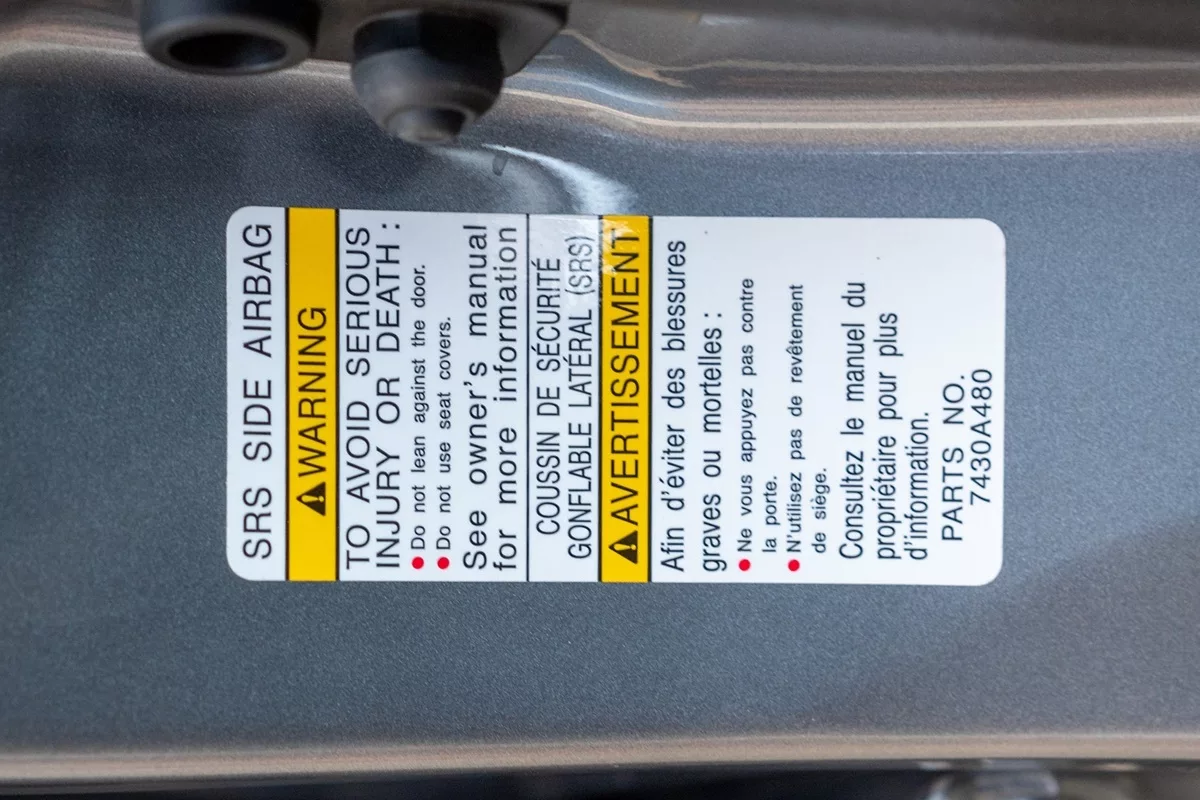 SRS SIDE AIRBAG
WARNING
TO AVOID SERIOUS
INJURY OR DEATH :
● Do not lean against the door.
● Do not use seat covers.
See owner's manual
for more information
COUSSIN DE SÉCURITÉ
GONFLABLE LATÉRAL (SRS)
AVERTISSEMENT
Afin d'éviter des blessures
graves ou mortelles :
● Ne vous appuyez pas contre
la porte.
● N'utilisez pas de revêtement
de siège.
Consultez le manuel du
propriétaire pour plus
d'information.
PARTS NO.
7430A480